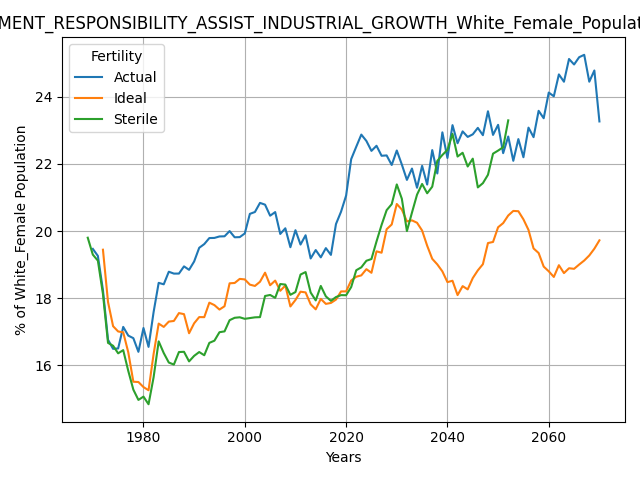 MENT_RESPONSIBILITY_ASSIST_INDUSTRIAL_GROWTH_White_Female_Populat
Fertility
Actual
Ideal
Sterile
% of White_Female Population
24
22
20
18
16
1980
2000
2020
2040
2060
Years